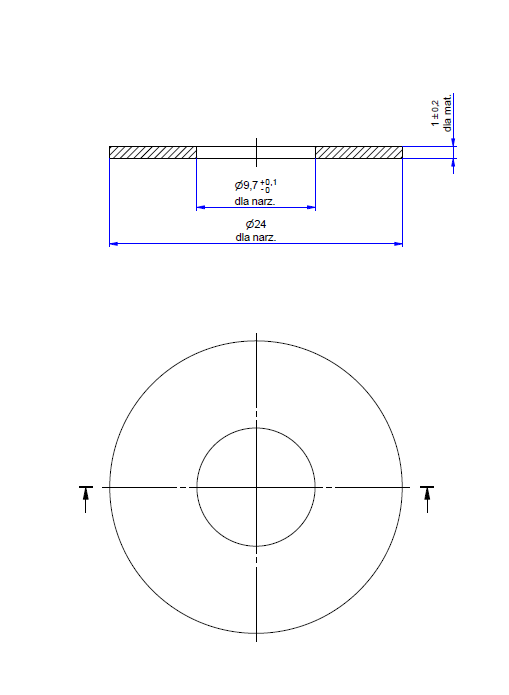 1 ± 0,2
dla mat.
Ø9,7 +0,1 -0
dla narz.
Ø24
dla narz.